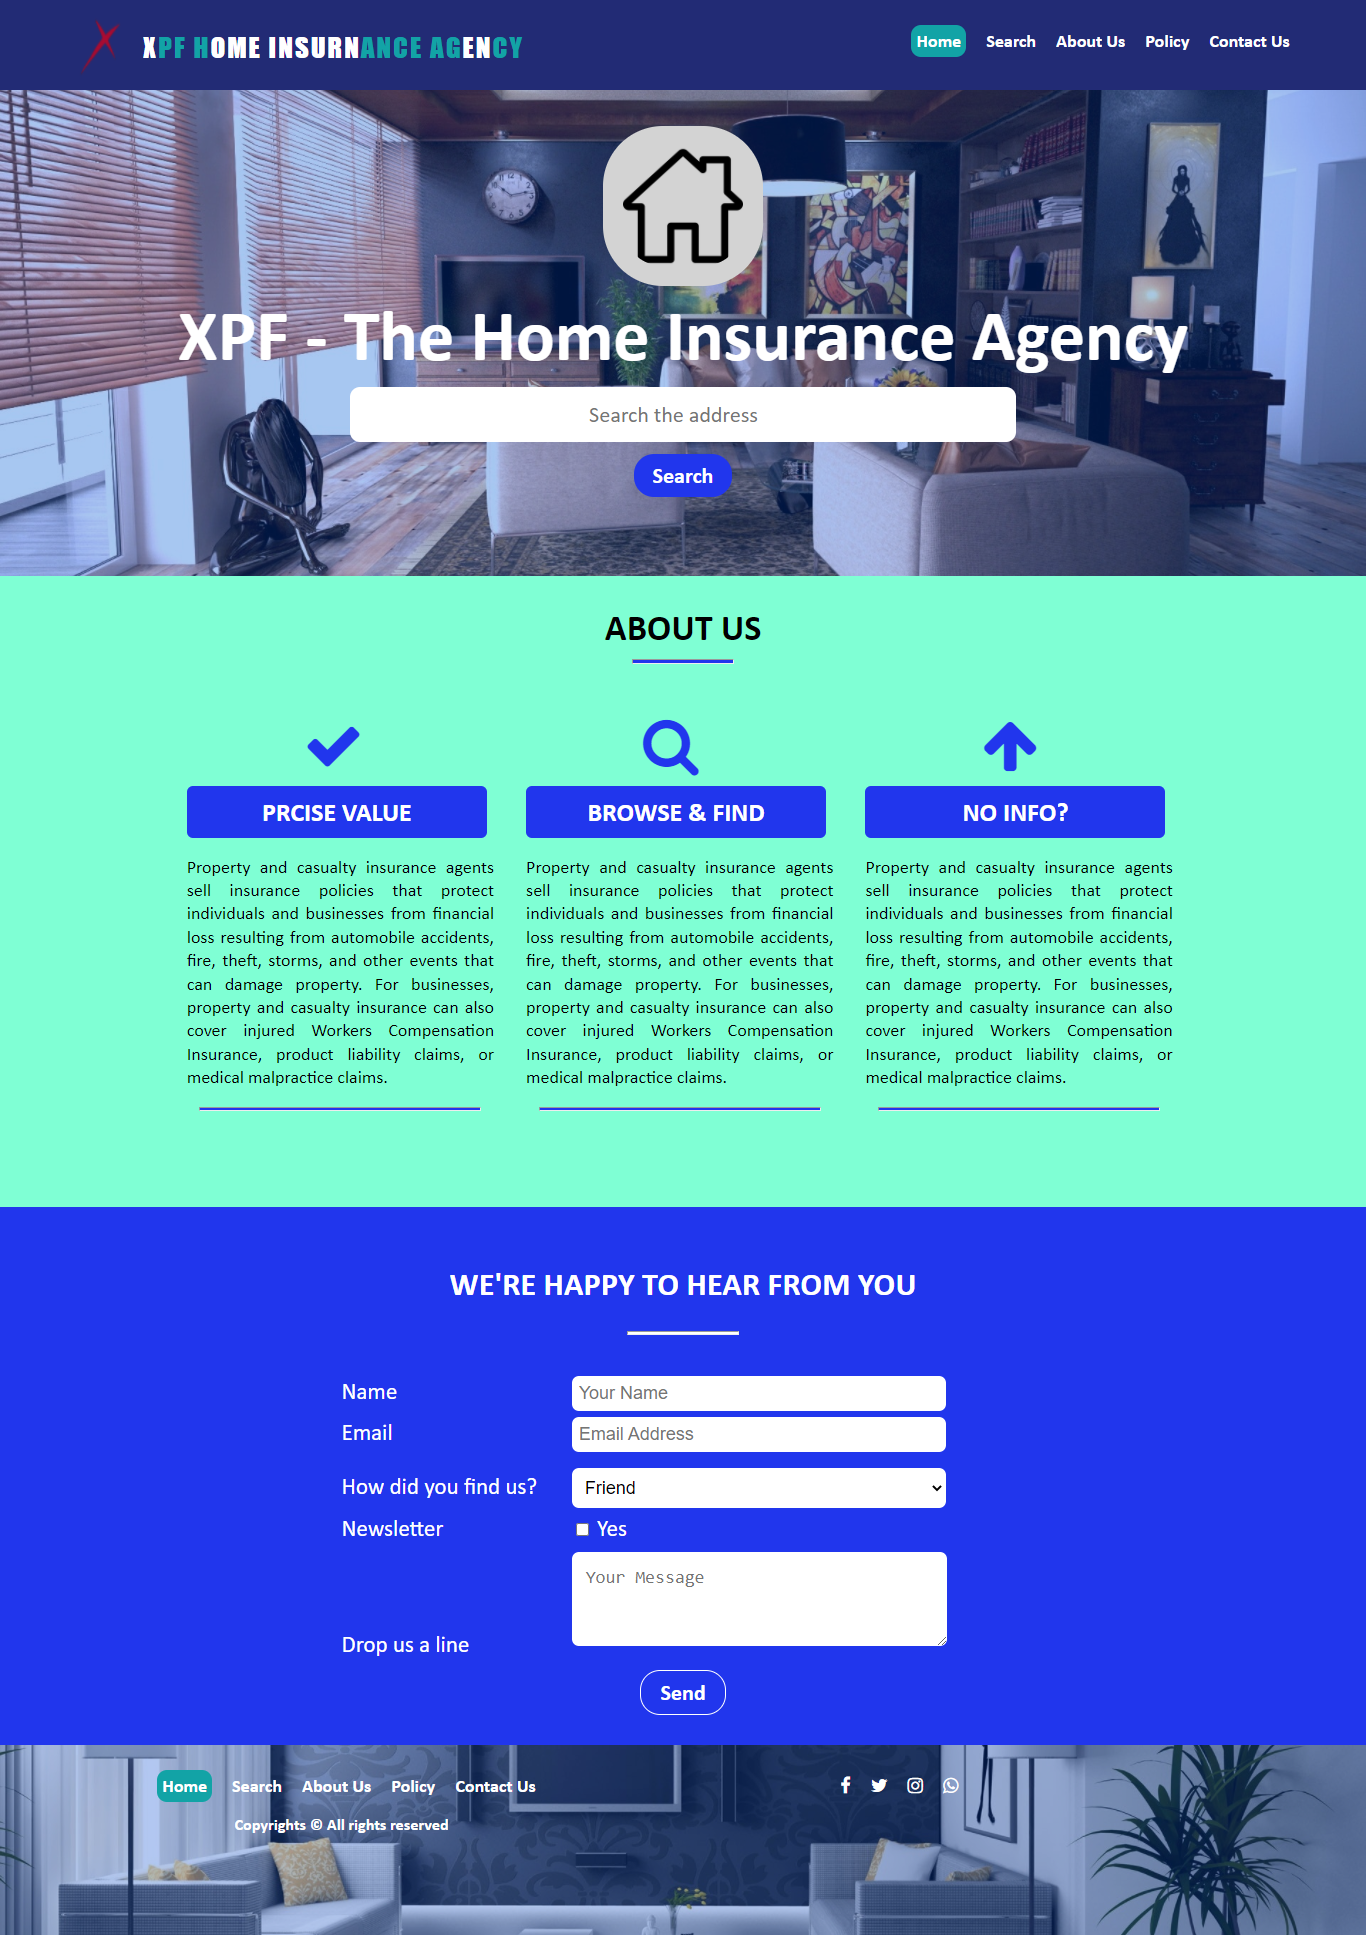 XPF HOME INSURNANCE AGENCY
Home Search About Us Policy Contact Us
XPF - The Home Insurance Agency
Search the address
Search
ABOUT US
PRCISE VALUE
Property and casualty insurance agents
sell insurance policies that protect
individuals and businesses from financial
loss resulting from automobile accidents,
fire, theft, storms, and other events that
can damage property. For businesses,
property and casualty insurance can also
cover injured Workers Compensation
Insurance, product liability claims, or
medical malpractice claims.
BROWSE & FIND
Property and casualty insurance agents
sell insurance policies that protect
individuals and businesses from financial
loss resulting from automobile accidents,
fire, theft, storms, and other events that
can damage property. For businesses,
property and casualty insurance can also
cover injured Workers Compensation
Insurance, product liability claims, or
medical malpractice claims.
NO INFO?
Property and casualty insurance agents
sell insurance policies that protect
individuals and businesses from financial
loss resulting from automobile accidents,
fire, theft, storms, and other events that
can damage property. For businesses,
property and casualty insurance can also
cover injured Workers Compensation
Insurance, product liability claims, or
medical malpractice claims.
WE'RE HAPPY TO HEAR FROM YOU
Name Your Name
Email Email Address
How did you find us? Friend
Newsletter Yes
Your Message
Drop us a line
Send
Home Search About Us Policy Contact Us
Copyrights © All rights reserved